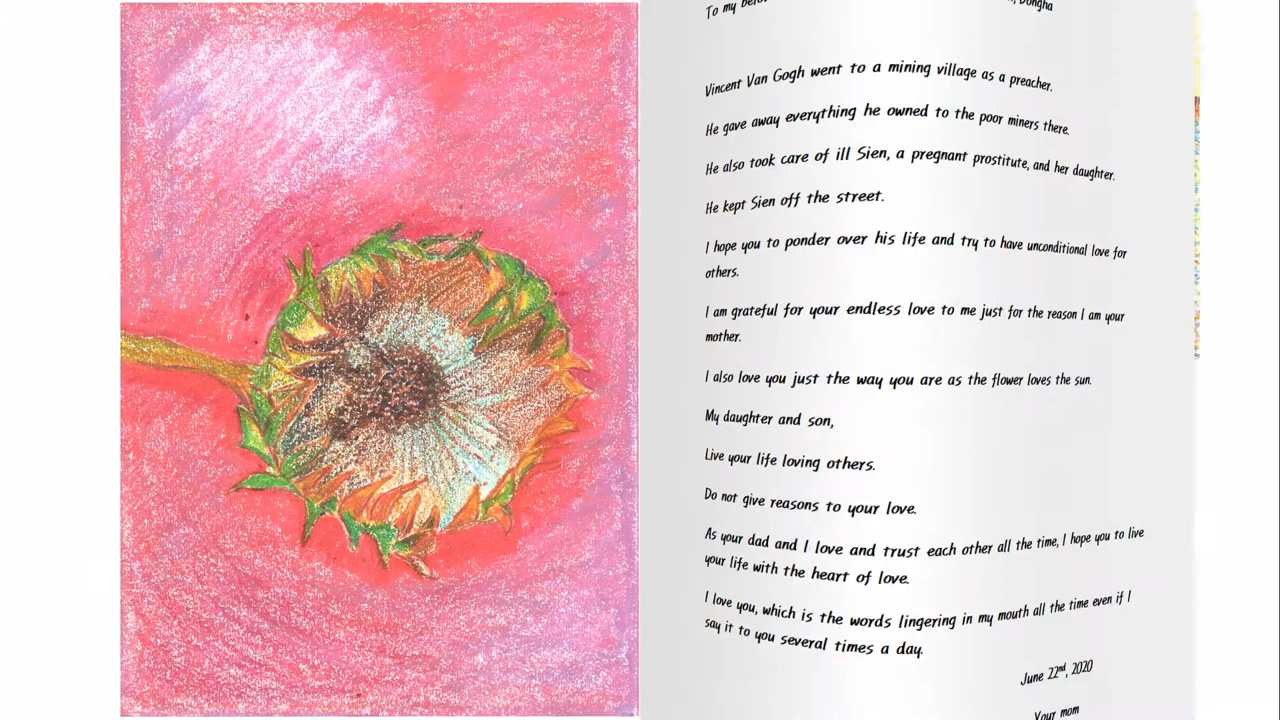 To my
, Dongha
Vincent Van Gogh went to a mining village as a preacher.
He gave away everything he owned to the poor miners there.
He also took care of ill Sien, a pregnant prostitute, and her daughter.
He kept Sien off the street.
I hope you to ponder over his life and try to have unconditional love for
others.
I am grateful for your endless love to me just for the reason I am your
mother.
I also love you just the way you are as the flower loves the sun.
My daughter and son,
Live your life loving others.
Do not give reasons to your love.
As your dad and I love and trust each other all the time, I hope you to live
your life with the heart of love.
I love you, which is the words lingering in my mouth all the time even if I
say it to you several times a day.
June 22nd, 2020
Your mom